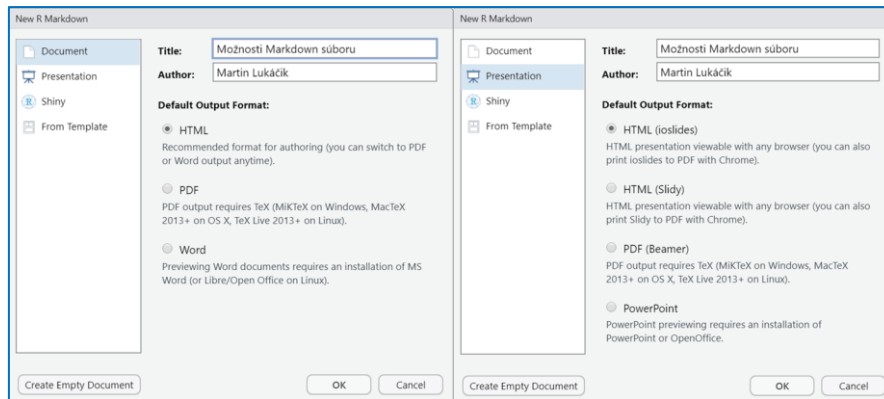 New R Markdown
Document
Presentation
Shiny
From Template
Title:
Možnosti Markdown súboru
Author:
Martin Lukáčik
Default Output Format:
HTML
Recommended format for authoring (you can switch to PDF
or Word output anytime).
PDF
PDF output requires TeX (MiKTeX on Windows, MacTeX
2013+ on OS X, TeX Live 2013+ on Linux).
Word
Previewing Word documents requires an installation of MS
Word (or Libre/Open Office on Linux).
Create Empty Document
OK
Cancel
New R Markdown
Document
Presentation
Shiny
From Template
Title:
Možnosti Markdown súboru
Author:
Martin Lukáčik
Default Output Format:
HTML (ioslides)
HTML presentation viewable with any browser (you can also
print ioslides to PDF with Chrome).
HTML (Slidy)
HTML presentation viewable with any browser (you can also
print Slidy to PDF with Chrome).
PDF (Beamer)
PDF output requires TeX (MiKTeX on Windows, MacTeX
2013+ on OS X, TeX Live 2013+ on Linux).
PowerPoint
PowerPoint previewing requires an installation of
PowerPoint or OpenOffice.
Create Empty Document
OK
Cancel